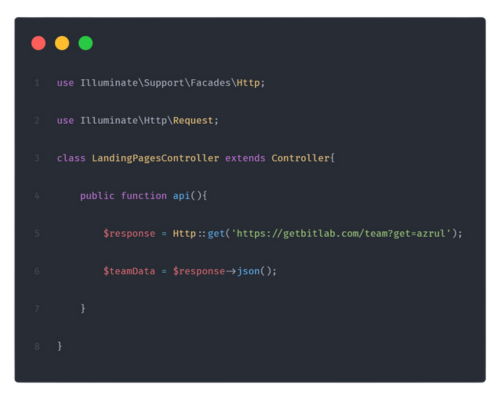 1 use Illuminate\Support\Facades\Http;
2 use Illuminate\Http\Request;
3 class LandingPagesController extends Controller{
4 public function api(){
5 $response = Http::get('https://getbitlab.com/team?get=azrul');
6 $teamData = $response->json();
7 }
8 }